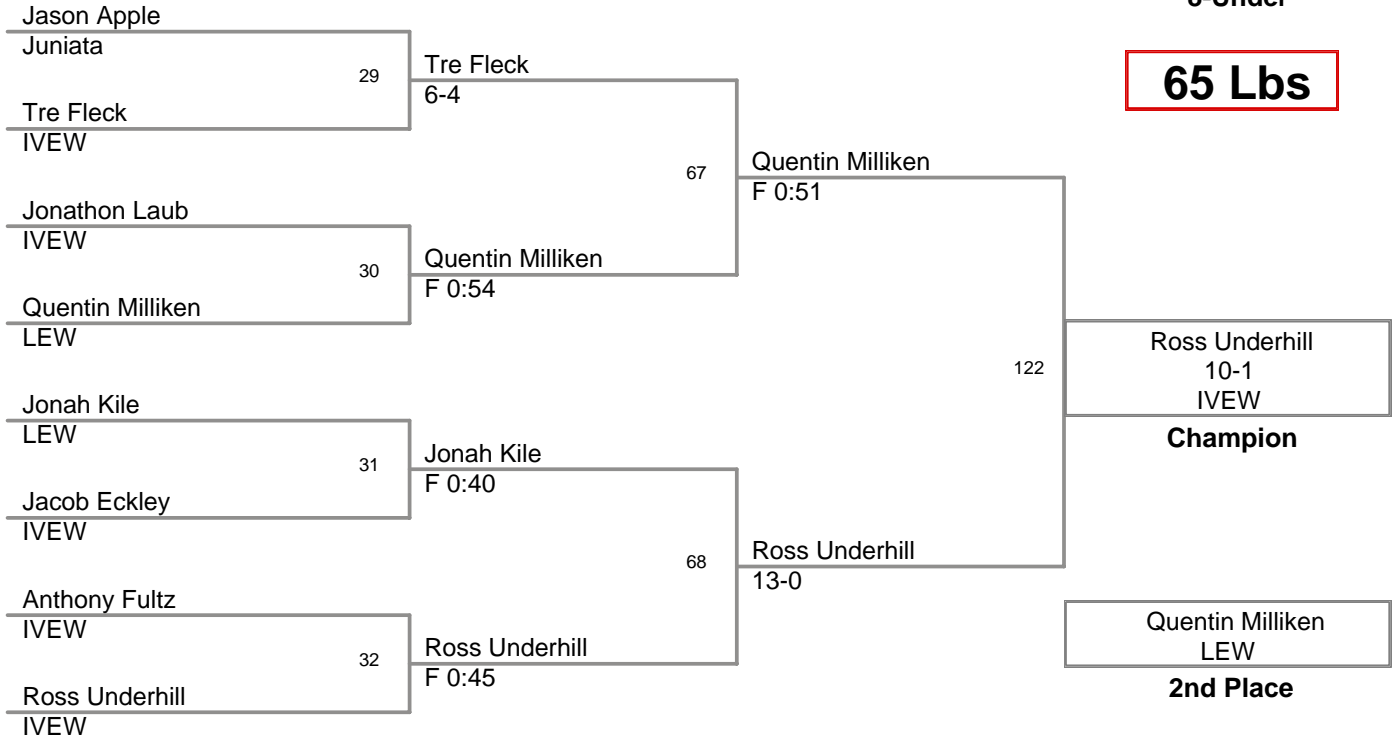 Jason Apple
Juniata
29
Tre Fleck
6-4
Tre Fleck
IVEW
67
Quentin Milliken
F 0:51
Jonathon Laub
IVEW
30
Quentin Milliken
F 0:54
Quentin Milliken
LEW
122
Ross Underhill
10-1
IVEW
Champion
Jonah Kile
LEW
31
Jonah Kile
F 0:40
Jacob Eckley
IVEW
68
Ross Underhill
13-0
Anthony Fultz
IVEW
32
Ross Underhill
F 0:45
Ross Underhill
IVEW
Quentin Milliken
LEW
2nd Place
65 Lbs